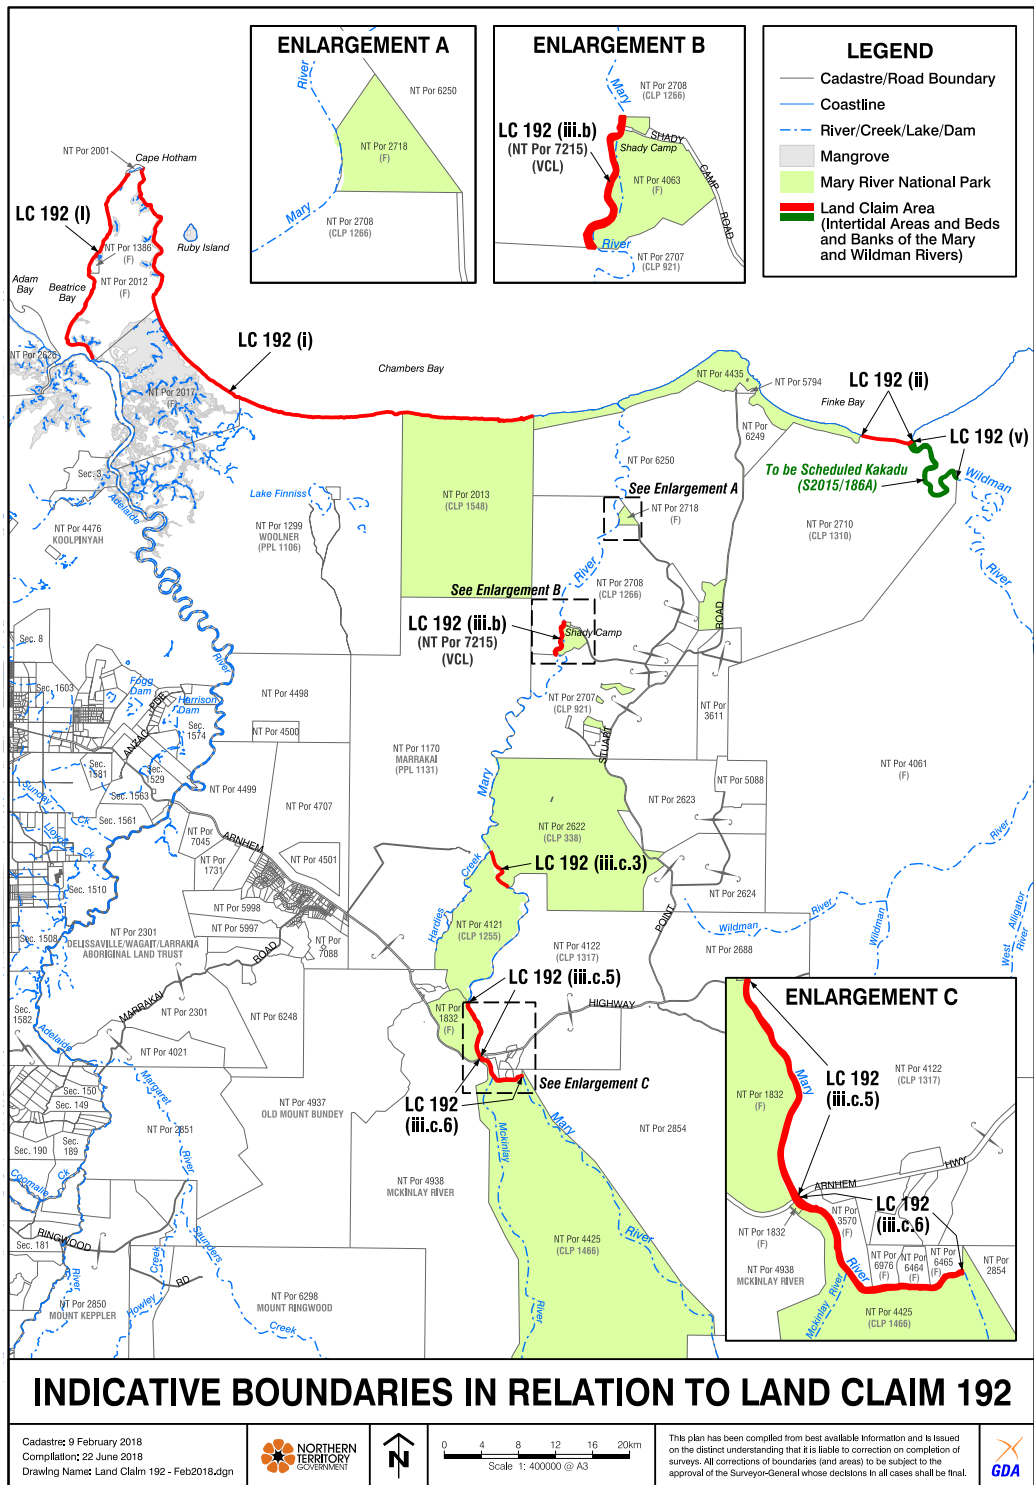 ENLARGEMENT A
River
NT Por 6250
NT Por 2718
(F)
Mary
NT Por 2708
(CLP 1266)
ENLARGEMENT B
Mary
NT Por 2708
(CLP 1266)
LC 192 (iii.b)
(NT Por 7215)
(VCL)
SHADY
CAMP
ROAD
Shady Camp
NT Por 4063
(F)
River
NT Por 2707
(CLP 921)
LEGEND
Cadastre/Road Boundary
Coastline
River/Creek/Lake/Dam
Mangrove
Mary River National Park
Land Claim Area
(Intertidal Areas and Beds
and Banks of the Mary
and Wildman Rivers)
NT Por 2001
Cape Hotham
LC 192 (I)
NT Por 1386
(F)
Ruby Island
Adam
Bay
Beatrice
Bay
NT Por 2012
(F)
NT Por 2626
LC 192 (i)
Chambers Bay
NT Por 2017
(F)
NT Por 4435
NT Por 5794
LC 192 (ii)
Finke Bay
NT Por
6249
LC 192 (v)
Sec. 3
Adelaide
NT Por 6250
To be Scheduled Kakadu
(S2015/186A)
Wildman
River
Lake Finniss
NT Por 2013
(CLP 1548)
See Enlargement A
NT Por 2718
(F)
NT Por 4476
KOOLPINYAH
NT Por 1299
WOOLNER
(PPL 1106)
NT Por 2710
(CLP 1310)
River
NT Por 2708
(CLP 1266)
See Enlargement B
ROAD
LC 192 (iii.b)
(NT Por 7215)
(VCL)
Shady Camp
Sec. 8
River
Sec. 1603
Fogg
Dam
Harrison
Dam
NT Por 4498
NT Por 2707
(CLP 921)
NT Por
3611
ANZAC
PDE
Sec.
1574
NT Por 4500
STUART
Sec.
1581
Sec.
1529
NT Por 1170
MARRAKAI
(PPL 1131)
NT Por 4061
(F)
Sunday
Ck
Sec. 1563
NT Por 4499
NT Por 4707
Mary
NT Por 5088
NT Por 2623
Lloyds
Ck
Sec. 1561
NT Por
7045
ARNHEM
NT Por 2622
(CLP 338)
River
NT Por
1731
NT Por 4501
Creek
LC 192 (iii.c.3)
Sec. 1510
NT Por 2624
NT Por 5998
Hardies
NT Por 4121
(CLP 1255)
POINT
River
Wildman
Wildman
River
West Alligator
River
Sec. 1508
NT Por 2301
DELISSAVILLE/WAGAIT/LARRAKIA
ABORIGINAL LAND TRUST
NT Por 5997
ROAD
NT Por
7088
NT Por 4122
(CLP 1317)
NT Por 2688
LC 192 (iii.c.5)
MARRAKAI
Sec.
1582
NT Por 2301
NT Por 6248
NT Por
1832
(F)
HIGHWAY
Adelaide
NT Por 4021
Margaret
See Enlargement C
Sec. 150
Sec. 149
NT Por 4937
OLD MOUNT BUNDEY
LC 192
(iii.c.6)
Mary
NT Por 2854
Mckinlay
NT Por 2851
Sec. 190
Sec.
189
River
Coomalie
Ck
NT Por 4938
MCKINLAY RIVER
RINGWOOD
Sec. 181
Saunders
NT Por 4425
(CLP 1466)
River
River
Creek
RD
NT Por 2850
MOUNT KEPPLER
Howley
NT Por 6298
MOUNT RINGWOOD
Creek
River
ENLARGEMENT C
Mary
LC 192
(iii.c.5)
NT Por 4122
(CLP 1317)
NT Por 1832
(F)
ARNHEM
HWY
LC 192
(iii.c.6)
NT Por 1832
(F)
NT Por
3570
(F)
NT Por 4938
MCKINLAY RIVER
River
NT Por
6976
(F)
NT Por
6464
(F)
NT Por
6465
(F)
NT Por
2854
Mckinlay River
NT Por 4425
(CLP 1466)
INDICATIVE BOUNDARIES IN RELATION TO LAND CLAIM 192
Cadastre: 9 February 2018
Compilation: 22 June 2018
Drawing Name: Land Claim 192 - Feb2018.dgn
NORTHERN
TERRITORY
GOVERNMENT
N
0 4 8 12 16 20km
Scale 1: 400000 @ A3
This plan has been compiled from best available information and is issued
on the distinct understanding that it is liable to correction on completion of
surveys. All corrections of boundaries (and areas) to be subject to the
approval of the Surveyor-General whose decisions in all cases shall be final.
GDA